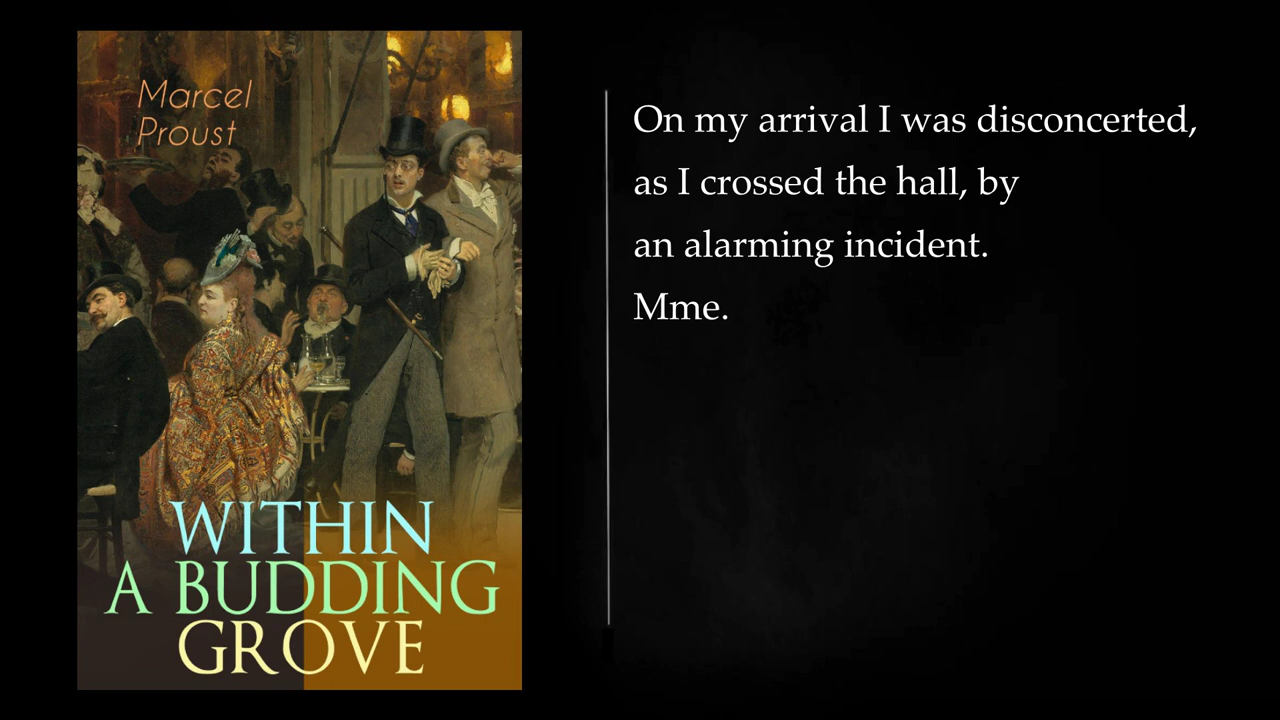 Marcel
Proust
WITHIN
A BUDDING
GROVE
On my arrival I was disconcerted,
as I crossed the hall, by
an alarming incident.
Mme.